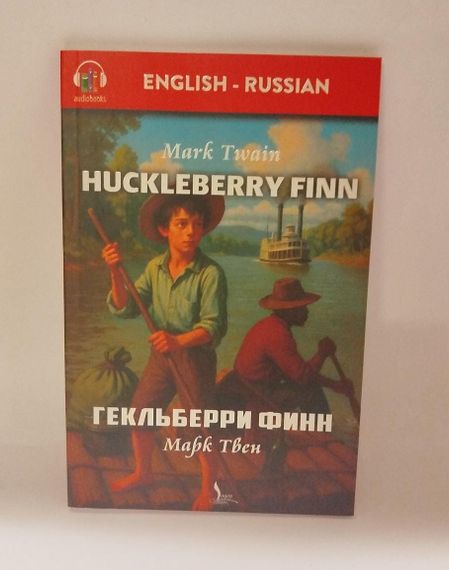 audiobooks
ENGLISH - RUSSIAN
Mark Twain
HUCKLEBERRY FINN
ГЕКЛЬБЕРРИ ФИНН
Марк Твен